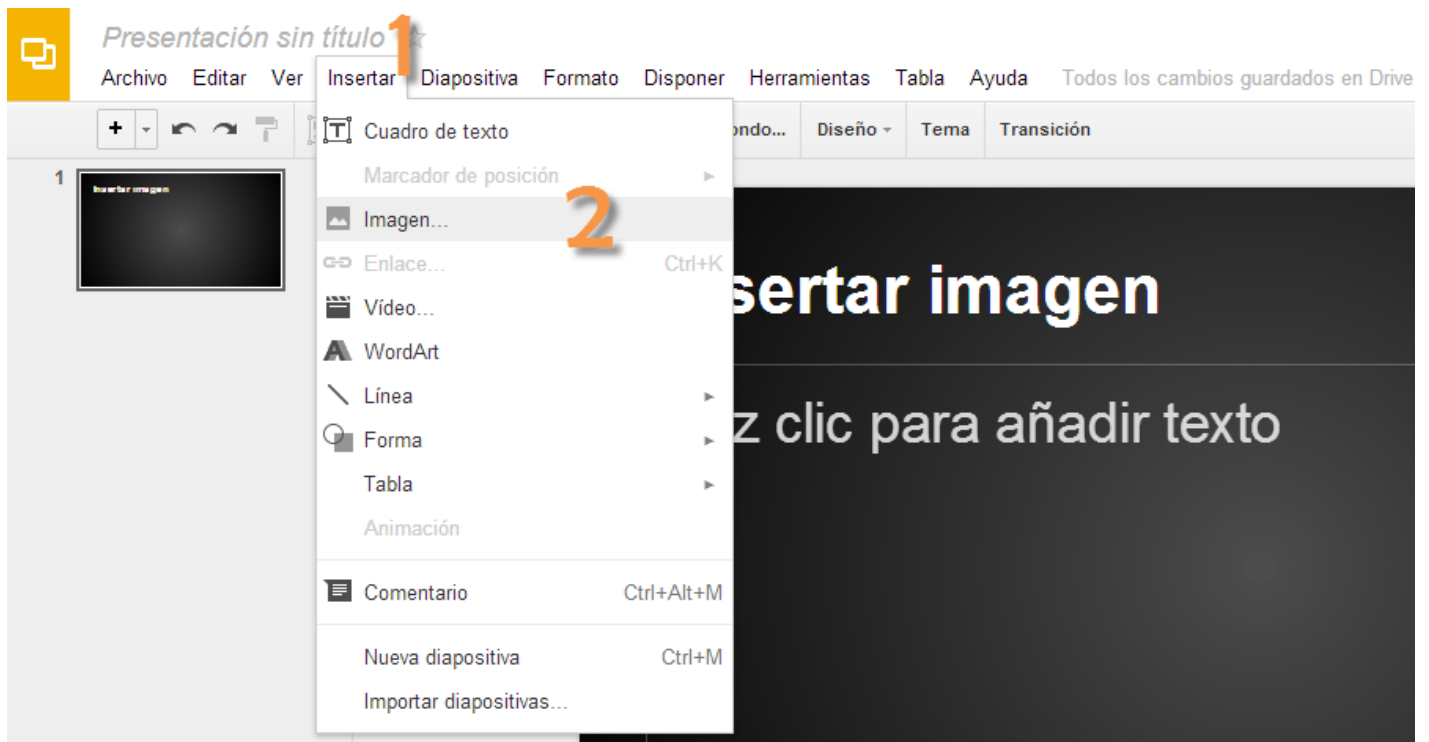 Presentación sin título
1
Archivo Editar Ver Insertar Diapositiva Formato Disponer Herramientas Tabla Ayuda Todos los cambios guardados en Drive
+ Diseño Tema Transición
1
Insertar imagen
Cuadro de texto
Marcador de posición
Imagen...
2
Enlace... Ctrl+K
Vídeo...
WordArt
Línea
Forma
Tabla
Animación
Comentario Ctrl+Alt+M
Nueva diapositiva Ctrl+M
Importar diapositivas...
sertar imagen
z clic para añadir texto